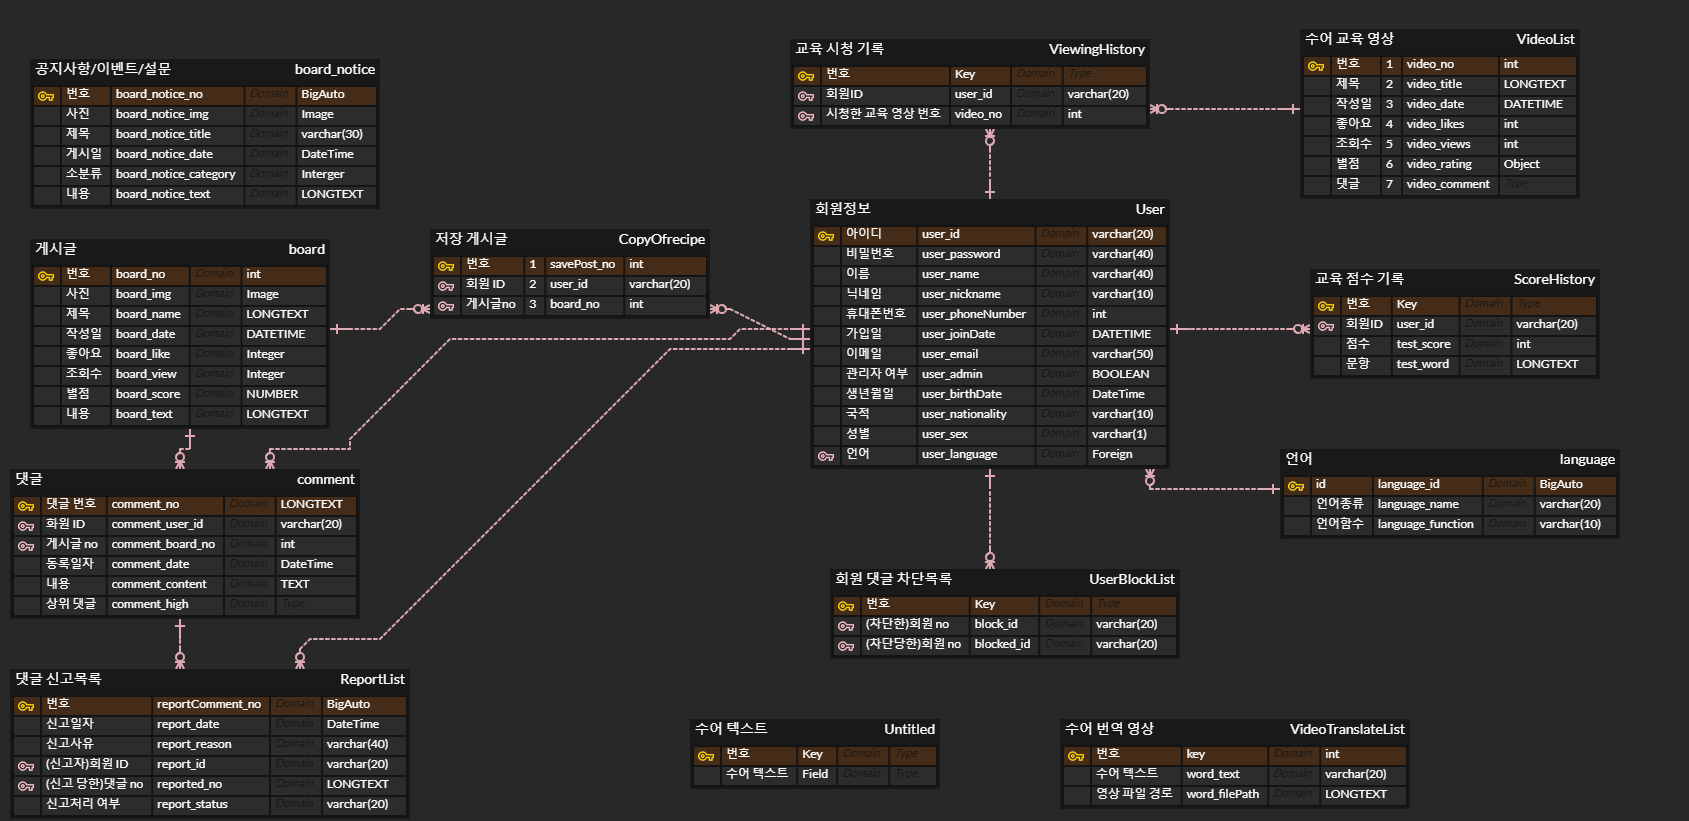 공지사항/이벤트/설문 board_notice
번호 board_notice_no Domain BigAuto
사진 board_notice_img Domain Image
제목 board_notice_title Domain varchar(30)
게시일 board_notice_date Domain DateTime
소분류 board_notice_category Domain Interger
내용 board_notice_text Domain LONGTEXT
게시글 board
번호 board_no Domain int
사진 board_img Domain Image
제목 board_name Domain LONGTEXT
작성일 board_date Domain DATETIME
좋아요 board_like Domain Integer
조회수 board_view Domain Integer
별점 board_score Domain NUMBER
내용 board_text Domain LONGTEXT
저장 게시글 CopyOfrecipe
번호 1 savePost_no int
회원 ID 2 user_id varchar(20)
게시글no 3 board_no int
댓글 comment
댓글 번호 comment_no Domain LONGTEXT
화원 ID comment_user_id Domain varchar(20)
게시글 no comment_board_no Domain int
동록일자 comment_date Domain DateTime
내용 comment_content Domain TEXT
상위 댓글 comment_high Domain Type
댓글 신고목록 ReportList
번호 reportComment_no Domain BigAuto
신고일자 report_date Domain DateTime
신고사유 report_reason Domain varchar(40)
(신고자)회원 ID report_id Domain varchar(20)
(신고 당한)댓글 no reported_no Domain LONGTEXT
신고처리 여부 report_status Domain varchar(20)
교육 시청 기록 ViewingHistory
번호 Key Domain Type
회원ID user_id Domain varchar(20)
시청한 교육 영상 번호 video_no Domain int
수어 교육 영상 VideoList
번호 1 video_no int
제목 2 video_title LONGTEXT
작성일 3 video_date DATETIME
좋아요 4 video_likes int
조회수 5 video_views int
별점 6 video_rating Object
댓글 7 video_comment Type
회원정보 User
아이디 user_id Domain varchar(20)
비밀번호 user_password Domain varchar(40)
이름 user_name Domain varchar(40)
닉네임 user_nickname Domain varchar(10)
휴대폰번호 user_phoneNumber Domain int
가입일 user_joinDate Domain DATETIME
이메일 user_email Domain varchar(50)
관리자 여부 user_admin Domain BOOLEAN
생년월일 user_birthDate Domain DateTime
국적 user_nationality Domain varchar(10)
성별 user_sex Domain varchar(1)
언어 user_language Domain Foreign
교육 점수 기록 ScoreHistory
번호 Key Domain Type
회원ID user_id Domain varchar(20)
점수 test_score Domain int
문항 test_word Domain LONGTEXT
언어 language
id language_id Domain BigAuto
언어종류 language_name Domain varchar(20)
언어함수 language_function Domain varchar(10)
회원 댓글 차단목록 UserBlockList
번호 Key Domain Type
(차단한)회원 no block_id Domain varchar(20)
(차단당한)회원 no blocked_id Domain varchar(20)
수어 텍스트 Untitled
번호 Key Domain Type
수어 텍스트 Field Domain Type
수어 번역 영상 VideoTranslateList
번호 key Domain int
수어 텍스트 word_text Domain varchar(20)
영상 파일 경로 word_filePath Domain LONGTEXT